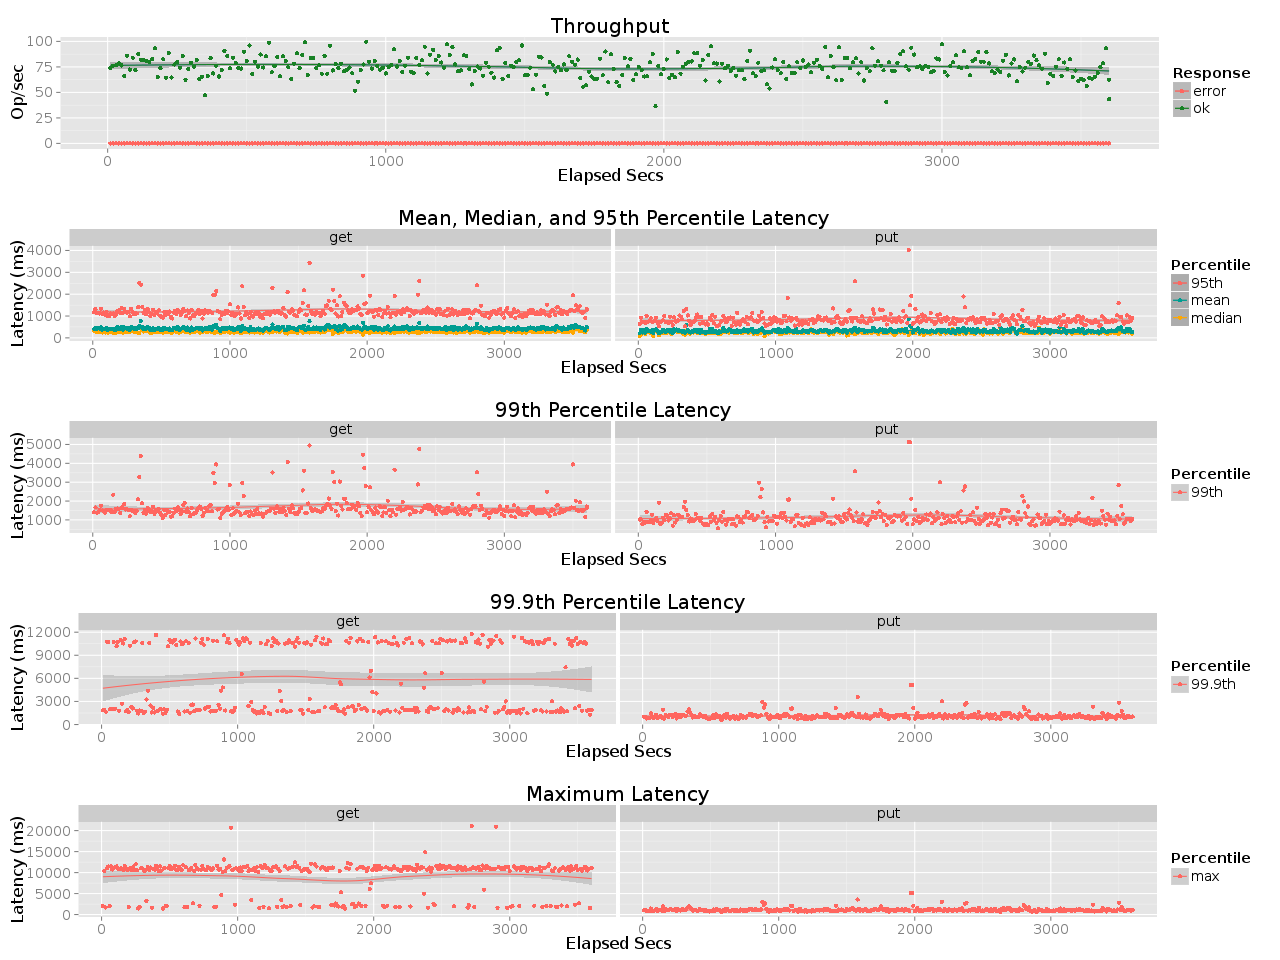 Throughput
Op/sec
100
75
50
25
0
0 1000 2000 3000
Elapsed Secs
Response
error
ok
Mean, Median, and 95th Percentile Latency
get put
Latency (ms)
4000
3000
2000
1000
0
0 1000 2000 3000 0 1000 2000 3000
Elapsed Secs
Percentile
95th
mean
median
99th Percentile Latency
get put
Latency (ms)
5000
4000
3000
2000
1000
0 1000 2000 3000 0 1000 2000 3000
Elapsed Secs
Percentile
99th
99.9th Percentile Latency
get put
Latency (ms)
12000
9000
6000
3000
0
0 1000 2000 3000 0 1000 2000 3000
Elapsed Secs
Percentile
99.9th
Maximum Latency
get put
Latency (ms)
20000
15000
10000
5000
0
0 1000 2000 3000 0 1000 2000 3000
Elapsed Secs
Percentile
max